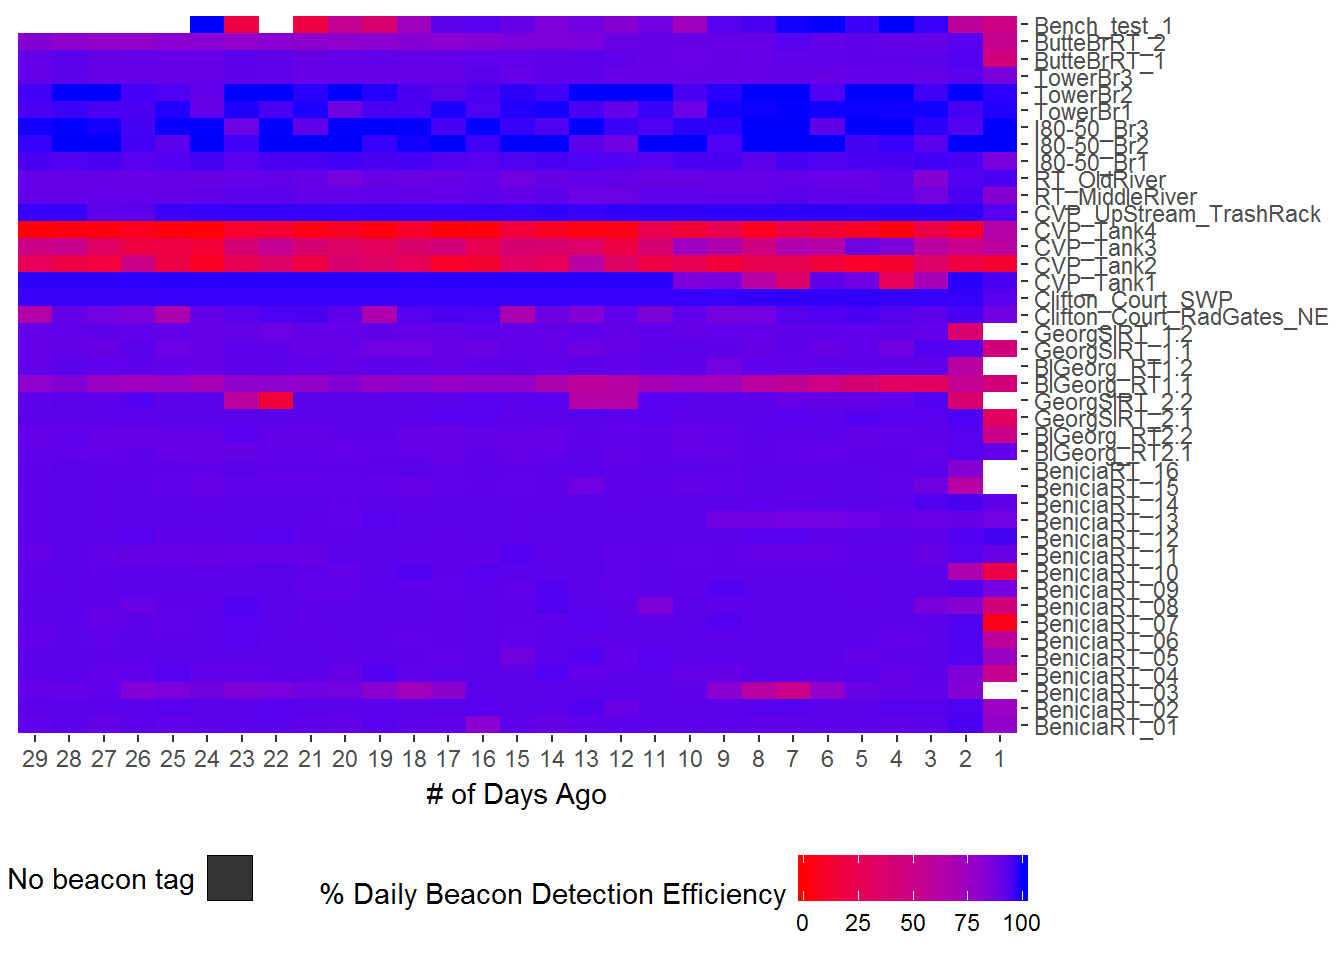 Bench_test_1
ButteBrRT_2
ButteBrRT_1
TowerBr3
TowerBr2
TowerBr1
I80-50_Br3
I80-50_Br2
I80-50_Br1
RT_OldRiver
RT_MiddleRiver
CVP_UpStream_TrashRack
CVP_Tank4
CVP_Tank3
CVP_Tank2
CVP_Tank1
Clifton_Court_SWP
Clifton_Court_RadGates_NE
GeorgSlRT_1.2
GeorgSlRT_1.1
BlGeorg_RT1.2
BlGeorg_RT1.1
GeorgSlRT_2.2
GeorgSlRT_2.1
BlGeorg_RT2.2
BlGeorg_RT2.1
BeniciaRT_16
BeniciaRT_15
BeniciaRT_14
BeniciaRT_13
BeniciaRT_12
BeniciaRT_11
BeniciaRT_10
BeniciaRT_09
BeniciaRT_08
BeniciaRT_07
BeniciaRT_06
BeniciaRT_05
BeniciaRT_04
BeniciaRT_03
BeniciaRT_02
BeniciaRT_01
29 28 27 26 25 24 23 22 21 20 19 18 17 16 15 14 13 12 11 10 9 8 7 6 5 4 3 2 1
# of Days Ago
No beacon tag
% Daily Beacon Detection Efficiency
0 25 50 75 100